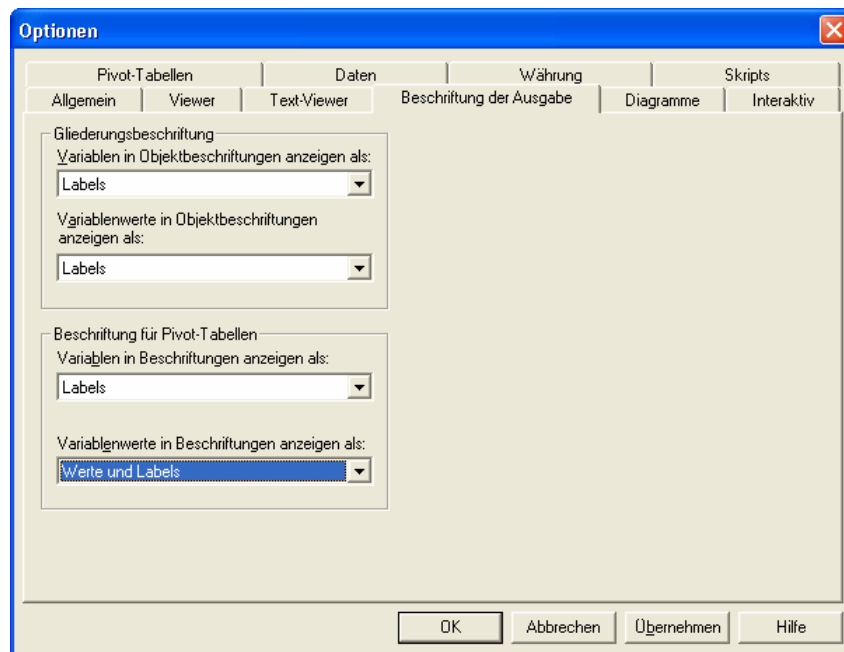 Optionen
Pivot-Tabellen Daten Währung Skripts
Allgemein Viewer Text-Viewer Beschriftung der Ausgabe Diagramme Interaktiv
Gliederungsbeschriftung
Variablen in Objektbeschriftungen anzeigen als:
Labels
Variablenwerte in Objektbeschriftungen
anzeigen als:
Labels
Beschriftung für Pivot-Tabellen
Variablen in Beschriftungen anzeigen als:
Labels
Variablenwerte in Beschriftungen anzeigen als:
Werte und Labels
OK Abbrechen Übernehmen Hilfe